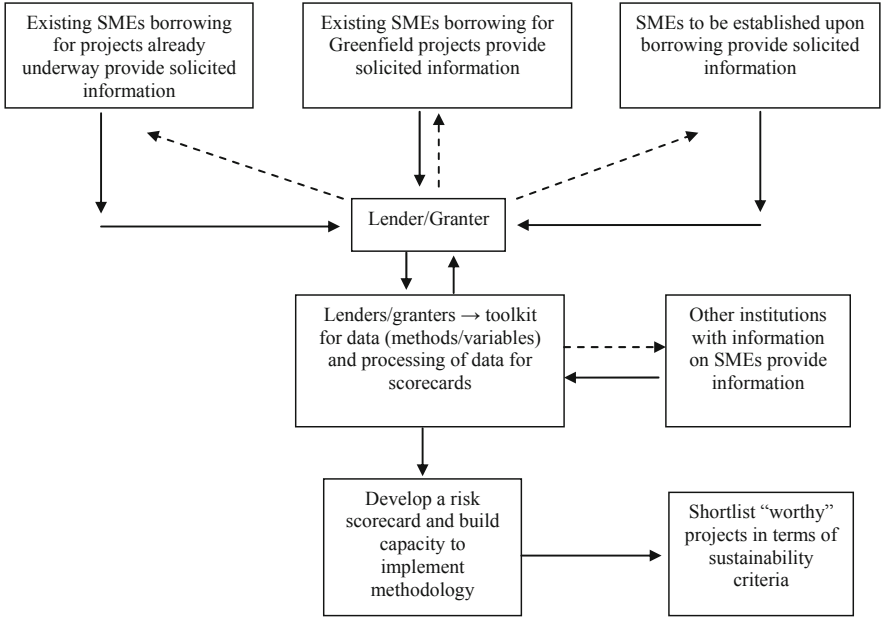 Existing SMEs borrowing
for projects already
underway provide solicited
information
Existing SMEs borrowing for
Greenfield projects provide
solicited information
SMEs to be established upon
borrowing provide solicited
information
Lender/Granter
Lenders/granters → toolkit
for data (methods/variables)
and processing of data for
scorecards
Other institutions
with information
on SMEs provide
information
Develop a risk
scorecard and build
capacity to
implement
methodology
Shortlist “worthy”
projects in terms of
sustainability
criteria